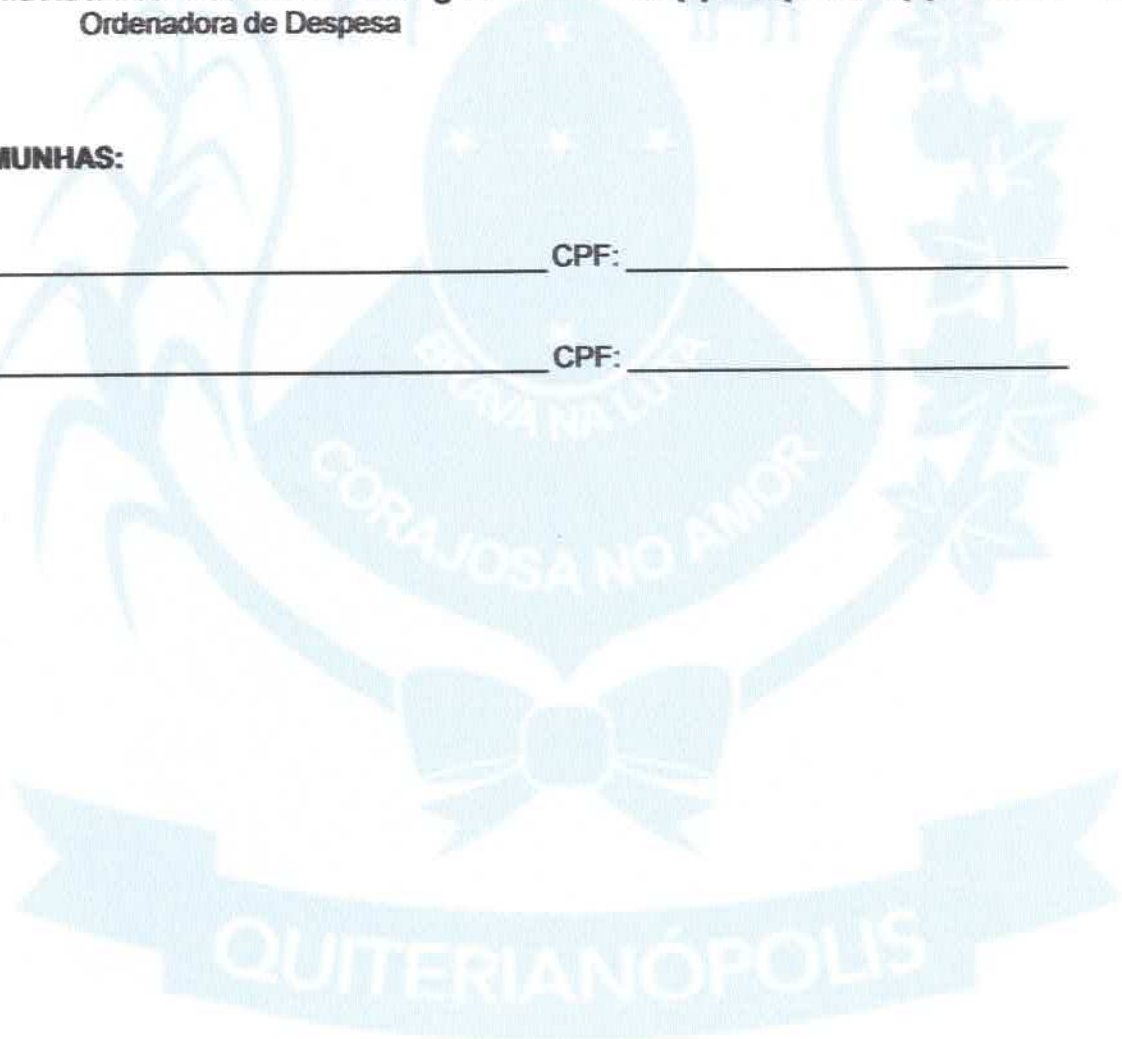 Ordenadora de Despesa
MUNHAS:
CPF:
CPF:
BRAVA NA LUTA
CORAJOSA NO AMOR
QUITERIANÓPOLIS